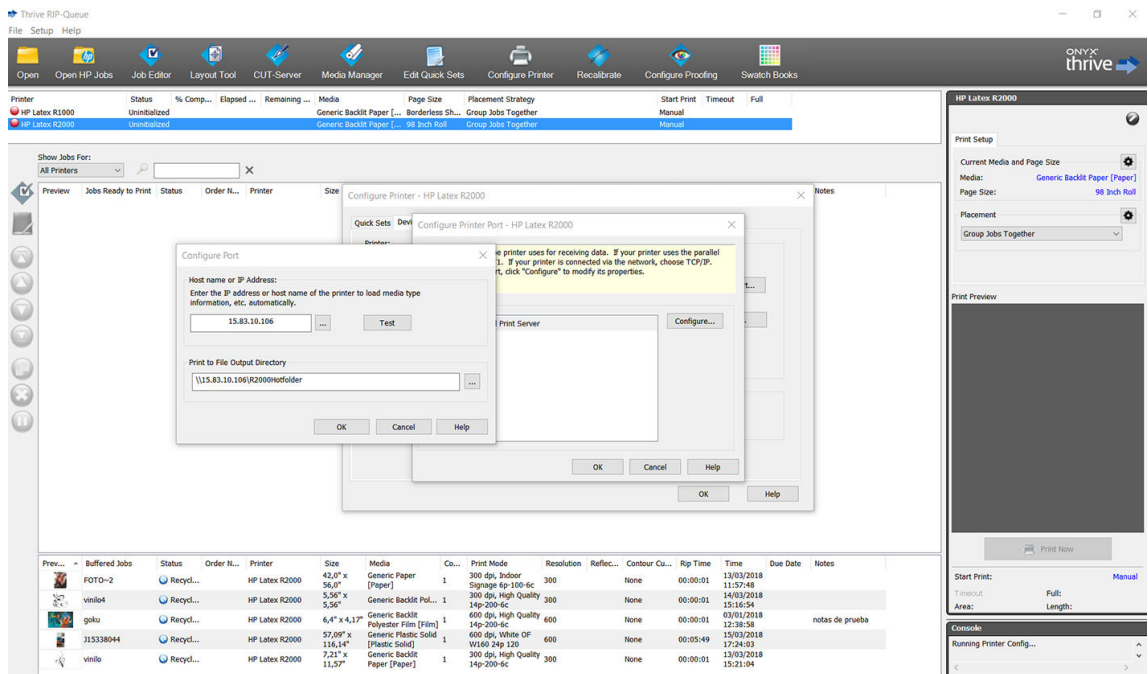 Thrive RIP-Queue
File Setup Help
Open Open HP Jobs Job Editor Layout Tool CUT-Server Media Manager Edit Quick Sets Configure Printer Recalibrate Configure Proofing Swatch Books
ONYX
thrive
Printer Status % Comp... Elapsed ... Remaining ... Media Page Size Placement Strategy Start Print Timeout Full
HP Latex R1000 Uninitialized Generic Backlit Paper [... Borderless Sh... Group Jobs Together Manual
HP Latex R2000 Uninitialized Generic Backlit Paper [... 98 Inch Roll Group Jobs Together Manual
Show Jobs For:
All Printers
Preview Jobs Ready to Print Status Order N... Printer Size Notes
Configure Printer - HP Latex R2000
Quick Sets Devi
Printer:
OK Help
Configure Printer Port - HP Latex R2000
e printer uses for receiving data. If your printer uses the parallel
1. If your printer is connected via the network, choose TCP/IP.
rt, click "Configure" to modify its properties.
Print Server
Configure...
OK Cancel Help
Configure Port
Host name or IP Address:
Enter the IP address or host name of the printer to load media type
information, etc. automatically.
15.83.10.106 ... Test
Print to File Output Directory
\\15.83.10.106\R2000Hotfolder ...
OK Cancel Help
HP Latex R2000
Print Setup
Current Media and Page Size
Media: Generic Backlit Paper [Paper]
Page Size: 98 Inch Roll
Placement
Group Jobs Together
Print Preview
Print Now
Start Print: Manual
Timeout Full:
Area: Length:
Console
Running Printer Config...
Prev... Buffered Jobs Status Order N... Printer Size Media Co... Print Mode Resolution Reflec... Contour Cu... Rip Time Time Due Date Notes
FOTO~2 Recycl... HP Latex R2000 42,0" x 56,0" Generic Paper [Paper] 1 300 dpi, Indoor Signage 6p-100-6c 300 None 00:00:01 13/03/2018 11:57:48
vinilo4 Recycl... HP Latex R2000 5,56" x 5,56" Generic Backlit Pol... 1 300 dpi, High Quality 14p-200-6c 300 None 00:00:01 14/03/2018 15:16:54
goku Recycl... HP Latex R2000 6,4" x 4,17" Generic Backlit Polyester Film [Film] 1 600 dpi, High Quality 14p-200-6c 600 None 00:00:01 03/01/2018 12:38:58 notas de prueba
J15338044 Recycl... HP Latex R2000 57,09" x 116,14" Generic Plastic Solid [Plastic Solid] 1 600 dpi, White OF W160 24p 120 600 None 00:05:49 15/03/2018 17:24:03
vinilo Recycl... HP Latex R2000 7,21" x 11,57" Generic Backlit Paper [Paper] 1 300 dpi, High Quality 14p-200-6c 300 None 00:00:01 13/03/2018 15:21:04